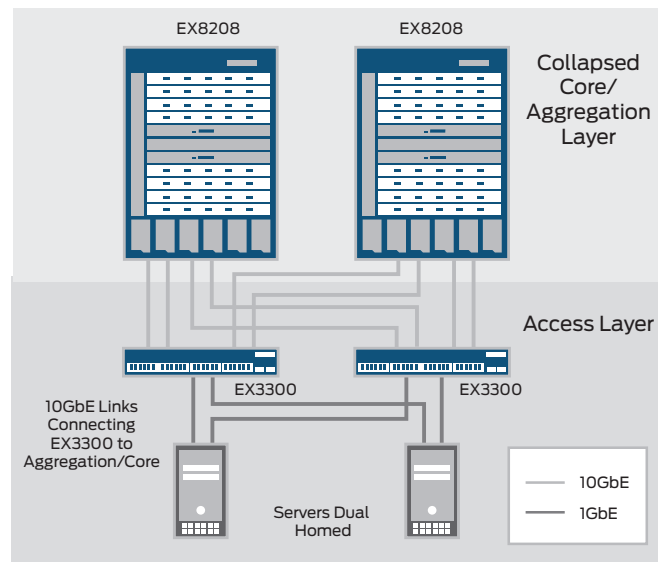 EX8208
EX8208
Collapsed
Core/
Aggregation
Layer
Access Layer
EX3300
EX3300
10GbE Links
Connecting
EX3300 to
Aggregation/Core
Servers Dual
Homed
10GbE
1GbE